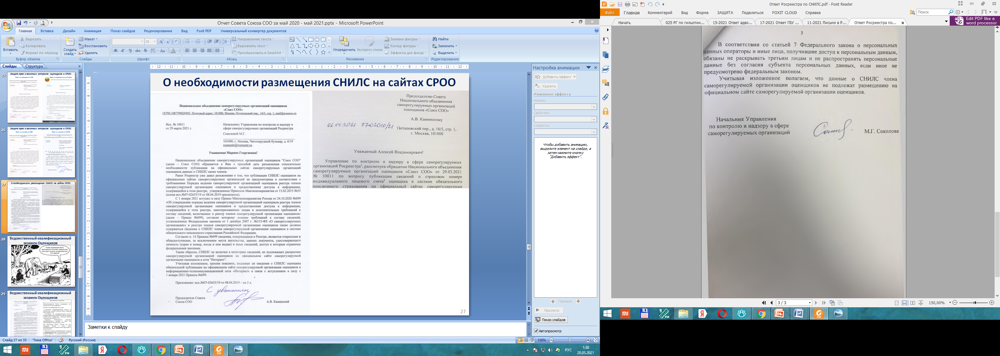 Отчет Совета Союза СОО за май 2020 - май 2021.pptx - Microsoft PowerPoint
Главная Вставка Дизайн Анимация Показ слайдов Рецензирование Вид Foxit PDF Универсальный конвертер документов
Вставить
Вырезать
Копировать
Формат по образцу
Буфер обмена
Создать слайд
Макет
Восстановить
Удалить
Слайды
28
Шрифт
Направление текста
Выровнять текст
Преобразовать в SmartArt
Абзац
Упорядочить
Экспресс-стили
Заливка фигуры
Контур фигуры
Эффекты для фигур
Рисование
Найти
Заменить
Выделить
Редактирование
Слайды Структура
25
Защита прав и законных интересов оценщиков и СРОО
26
Защита прав и законных интересов оценщиков и СРОО
27
О необходимости размещения СНИЛС на сайтах СРОО
28
Ведомственный квалификационный
экзамен Оценщиков
29
Ведомственный квалификационный
экзамен Оценщиков
О необходимости размещения СНИЛС на сайтах СРОО
Национальное объединение саморегулируемых организаций оценщиков
«Союз СОО»
ОГРН:1087799029493. Почтовый адрес: 101000, Москва, Потаповский пер., 16/5, стр. 1; mail@souzsoo.ru
Исх. № 10011
от 29 марта 2021 г.
Начальнику Управления по контролю и надзору в
сфере саморегулируемых организаций Росреестра
Соколовой М.Г.
101000, г. Москва, Чистопрудный бульвар, д. 6/19
rosreestr@rosreestr.ru
Уважаемая Марина Георгиевна!
Национальное объединение саморегулируемых организаций оценщиков "Союз СОО"
(далее – Союз СОО) обращается к Вам с просьбой дать разъяснения относительно
необходимости публикации на официальных сайтах саморегулируемых организаций
оценщиков данных о СНИЛС своих членов.
Ранее Росреестр уже давал разъяснения о том, что публикация СНИЛС оценщиков на
официальных сайтах саморегулируемых организаций не предусмотрена в соответствии с
требованиями Порядка ведения саморегулируемой организацией оценщиков реестра членов
саморегулируемой организации оценщиков и предоставления доступа к информации,
содержащейся в этом реестре, утвержденных Приказом Минэкономразвития от 13.02.2015 №55
(копия исх.№07-02655/19 от 08.04.2019 прилагается).
С 1 января 2021 вступил в силу Приказ Минэкономразвития России от 24.10.2020 №699
«Об утверждении порядка ведения саморегулируемой организацией оценщиков реестра членов
саморегулируемой организации оценщиков и предоставления доступа к информации,
содержащейся в этом реестре, заинтересованным лицам и дополнительных требований к
составу сведений, включаемых в реестр членов саморегулируемой организации оценщиков»
(далее – Приказ №699), согласно которому помимо требований к составу сведений,
установленных Федеральным законом от 1 декабря 2007 г. №315-ФЗ «О саморегулируемых
организациях» в реестре членов саморегулируемой организации оценщиков также должны
содержаться сведения о СНИЛС члена саморегулируемой организации оценщиков в системе
обязательного пенсионного страхования Российской Федерации.
Согласно п. 14 Приказа №699 сведения, содержащиеся в Реестре, являются открытыми и
общедоступными, за исключением места жительства, данных документа, удостоверяющего
личность (серия и номер, когда и кем выдан) и иных сведений, доступ к которым ограничен
федеральными законами.
Таким образом, СНИЛС не включен в категорию сведений, не подлежащих раскрытию
саморегулируемой организацией оценщиков на официальном сайте саморегулируемой
организации оценщиков в сети "Интернет".
Учитывая изложенное, просим пояснить, подлежат ли сведения о СНИЛС оценщика
обязательной публикации на официальном сайте саморегулируемой организации оценщиков в
информационно-телекоммуникационной сети «Интернет» в связи с вступлением в силу с
1 января 2021 Приказа №699.
Приложение: исх.№07-02655/19 от 08.04.2019 – на 3 л.
С уважением
Председатель Совета
Союза СОО
А.В. Каминский
Председателю Совета
Национального объединения
саморегулируемых организаций
оценщиков «Союз СОО»
А.В. Каминскому
06.04.2021 07-02010/21
Потаповский пер., д. 16/5, стр. 1,
г. Москва, 101000
Уважаемый Алексей Владимирович!
Управление по контролю и надзору в сфере саморегулируемых
организаций Росреестра¹, рассмотрев обращение Национального объединения
саморегулируемых организаций оценщиков «Союз СОО» от 29.03.2021
№ 10011 по вопросу публикации сведений о страховом номере
индивидуального лицевого счета² оценщика в системе обязательного
пенсионного страхования на официальный сайтах саморегулируемых
27
Настройка анимации
Добавить эффект
Удалить
Изменение эффекта
Начало:
Свойство:
Скорость:
Чтобы добавить анимацию,
выделите элемент на слайде, а
затем нажмите кнопку
"Добавить эффект".
Порядок
Просмотр
Показ слайдов
Автопросмотр
Заметки к слайду
Слайд 27 из 35 "Тема Office" Русский (Россия) 106%
РУС
1:30
20.05.2021
Ответ Росреестра по СНИЛС.pdf - Foxit Reader
Файл Главная Комментарий Вид Форма ЗАЩИТА Поделиться FOXIT CLOUD Справка
Поиск
Начать 025 РГ по гильотин... 15-2021 Ответ адво... 17-2021 Ответ ГБУ ... 11-2021 Письмо в Р... Ответ Росреестра по...
Edit PDF like a
word processor
3
В соответствии со статьей 7 Федерального закона о персональных
данных операторы и иные лица, получившие доступ к персональным данным,
обязаны не раскрывать третьим лицам и не распространять персональные
данные без согласия субъекта персональных данных, если иное не
предусмотрено федеральным законом.
Учитывая изложенное полагаем, что данные о СНИЛС члена
саморегулируемой организации оценщиков не подлежат размещению на
официальном сайте саморегулируемой организации оценщиков.
Начальник Управления
по контролю и надзору в сфере
саморегулируемых организаций
М.Г. Соколова
3 / 3
150,00%